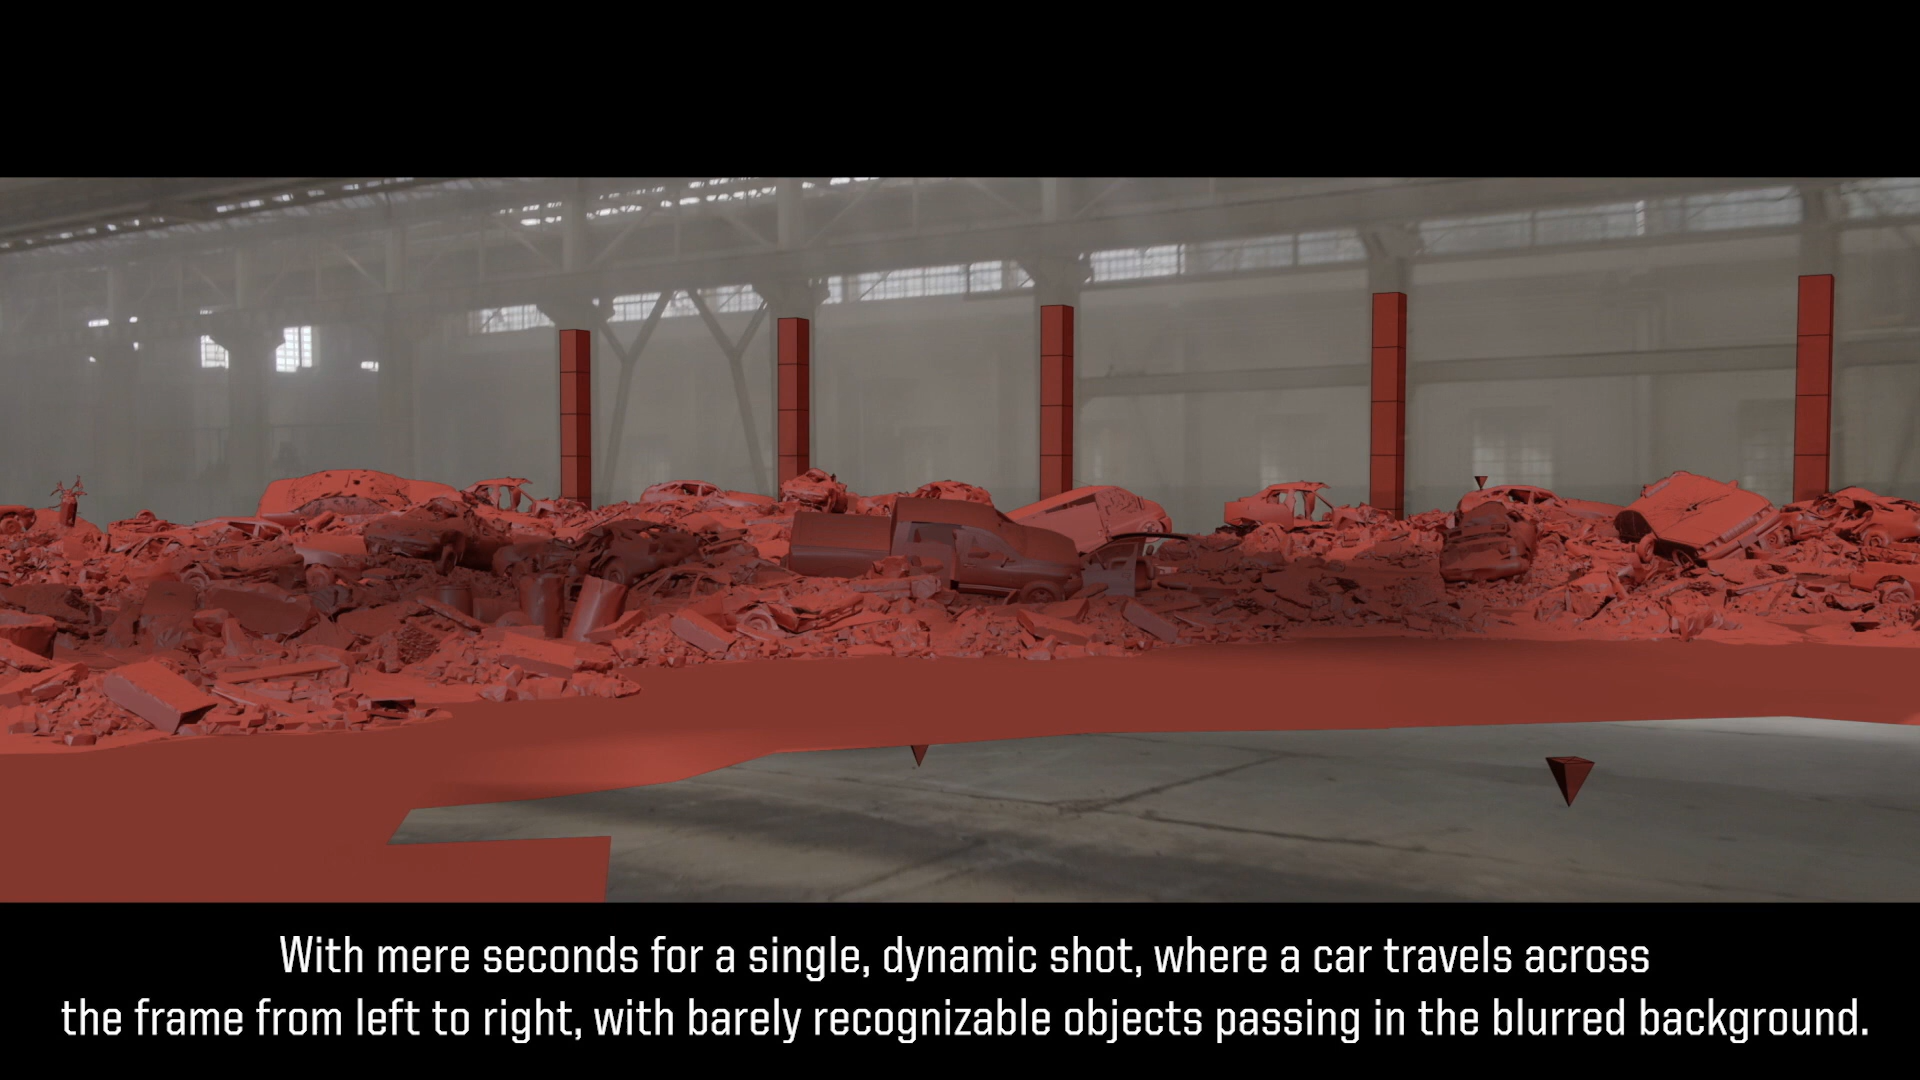 With mere seconds for a single, dynamic shot, where a car travels across
the frame from left to right, with barely recognizable objects passing in the blurred background.